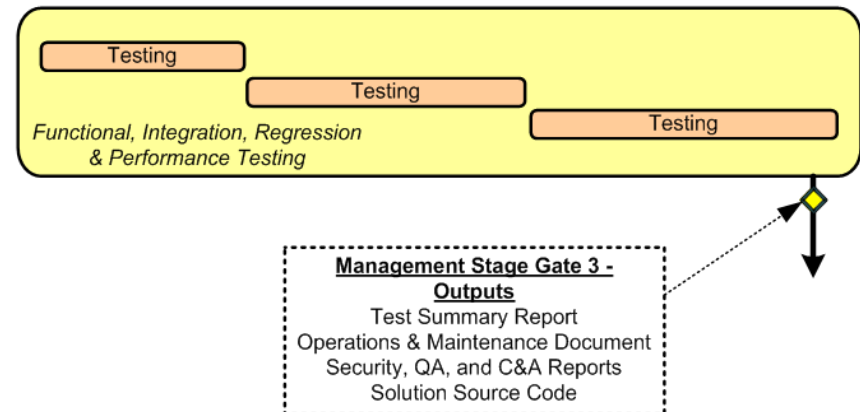 Testing
Testing
Testing
Functional, Integration, Regression
& Performance Testing
Management Stage Gate 3 -
Outputs
Test Summary Report
Operations & Maintenance Document
Security, QA, and C&A Reports
Solution Source Code